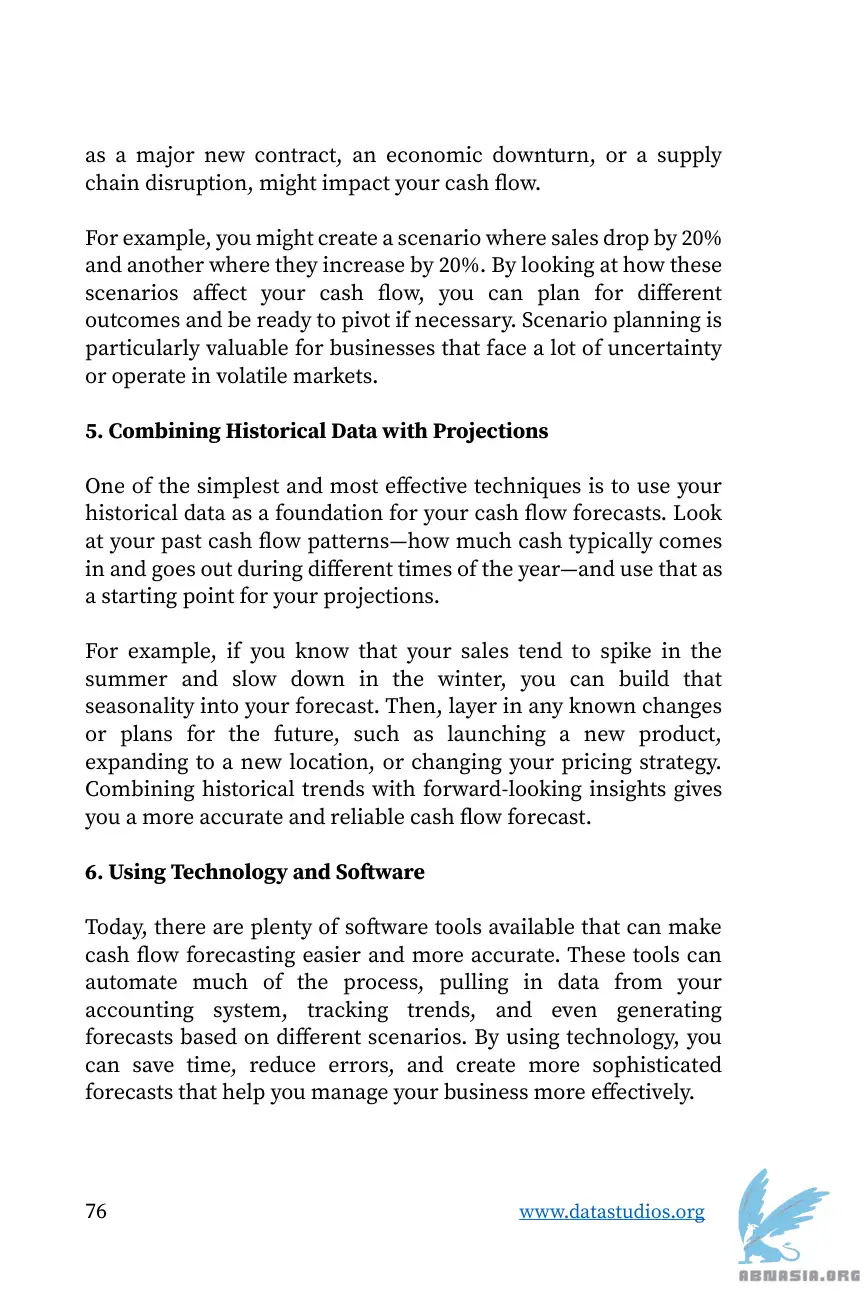 as a major new contract, an economic downturn, or a supply
chain disruption, might impact your cash flow.
For example, you might create a scenario where sales drop by 20%
and another where they increase by 20%. By looking at how these
scenarios affect your cash flow, you can plan for different
outcomes and be ready to pivot if necessary. Scenario planning is
particularly valuable for businesses that face a lot of uncertainty
or operate in volatile markets.
5. Combining Historical Data with Projections
One of the simplest and most effective techniques is to use your
historical data as a foundation for your cash flow forecasts. Look
at your past cash flow patterns—how much cash typically comes
in and goes out during different times of the year—and use that as
a starting point for your projections.
For example, if you know that your sales tend to spike in the
summer and slow down in the winter, you can build that
seasonality into your forecast. Then, layer in any known changes
or plans for the future, such as launching a new product,
expanding to a new location, or changing your pricing strategy.
Combining historical trends with forward-looking insights gives
you a more accurate and reliable cash flow forecast.
6. Using Technology and Software
Today, there are plenty of software tools available that can make
cash flow forecasting easier and more accurate. These tools can
automate much of the process, pulling in data from your
accounting system, tracking trends, and even generating
forecasts based on different scenarios. By using technology, you
can save time, reduce errors, and create more sophisticated
forecasts that help you manage your business more effectively.
76
www.datastudios.org
ABNASIA.ORG